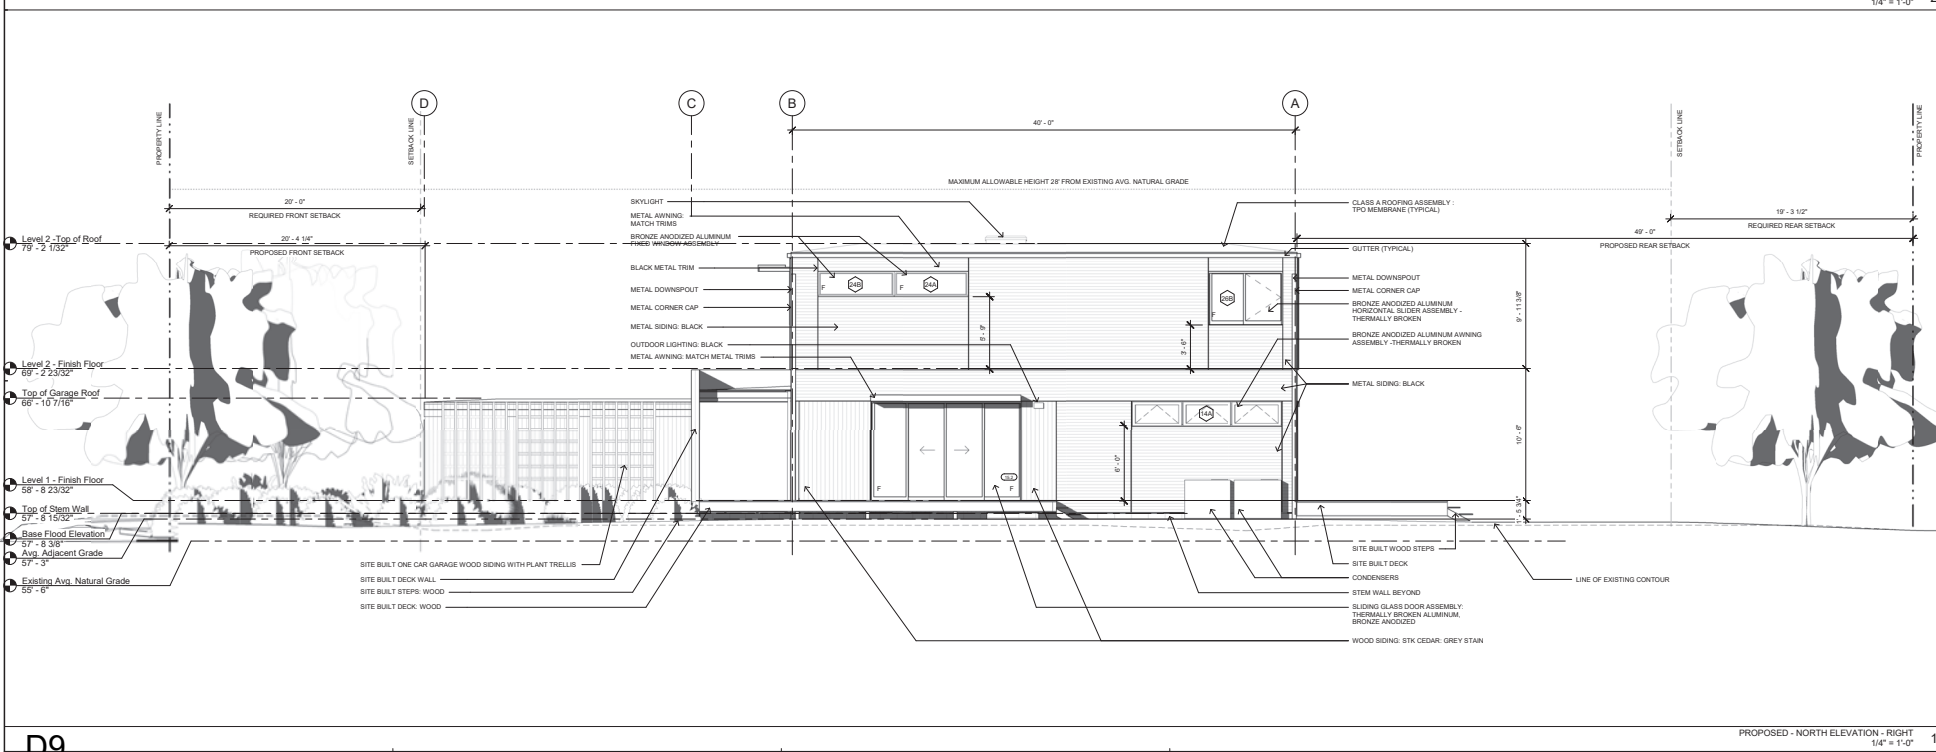 1/4" = 1'-0"
D
C
B
A
PROPERTY LINE
SETBACK LINE
SETBACK LINE
PROPERTY LINE
40' - 0"
MAXIMUM ALLOWABLE HEIGHT 28' FROM EXISTING AVG. NATURAL GRADE
20' - 0"
REQUIRED FRONT SETBACK
20' - 4 1/4"
PROPOSED FRONT SETBACK
19' - 3 1/2"
REQUIRED REAR SETBACK
49' - 0"
PROPOSED REAR SETBACK
Level 2 -Top of Roof
79' - 2 1/32"
Level 2 - Finish Floor
69' - 2 23/32"
Top of Garage Roof
66' - 10 7/16"
Level 1 - Finish Floor
58' - 8 23/32"
Top of Stem Wall
57' - 8 15/32"
Base Flood Elevation
57' - 8 3/8"
Avg. Adjacent Grade
57' - 3"
Existing Avg. Natural Grade
55' - 6"
SKYLIGHT
METAL AWNING:
MATCH TRIMS
BRONZE ANODIZED ALUMINUM
FIXED WINDOW ASSEMBLY
BLACK METAL TRIM
METAL DOWNSPOUT
METAL CORNER CAP
METAL SIDING: BLACK
OUTDOOR LIGHTING: BLACK
METAL AWNING: MATCH METAL TRIMS
F
24B
F
24A
26B
F
6' - 9"
3' - 6"
14A
6' - 0"
F
F
CLASS A ROOFING ASSEMBLY :
TPO MEMBRANE (TYPICAL)
GUTTER (TYPICAL)
METAL DOWNSPOUT
METAL CORNER CAP
BRONZE ANODIZED ALUMINUM
HORIZONTAL SLIDER ASSEMBLY -
THERMALLY BROKEN
BRONZE ANODIZED ALUMINUM AWNING
ASSEMBLY -THERMALLY BROKEN
METAL SIDING: BLACK
9' - 11 3/8"
10' - 6"
1' - 5 3/4"
SITE BUILT ONE CAR GARAGE WOOD SIDING WITH PLANT TRELLIS
SITE BUILT DECK WALL
SITE BUILT STEPS: WOOD
SITE BUILT DECK: WOOD
SITE BUILT WOOD STEPS
SITE BUILT DECK
CONDENSERS
STEM WALL BEYOND
SLIDING GLASS DOOR ASSEMBLY:
THERMALLY BROKEN ALUMINUM,
BRONZE ANODIZED
WOOD SIDING: STK CEDAR: GREY STAIN
LINE OF EXISTING CONTOUR
D9
PROPOSED - NORTH ELEVATION - RIGHT
1/4" = 1'-0"
1